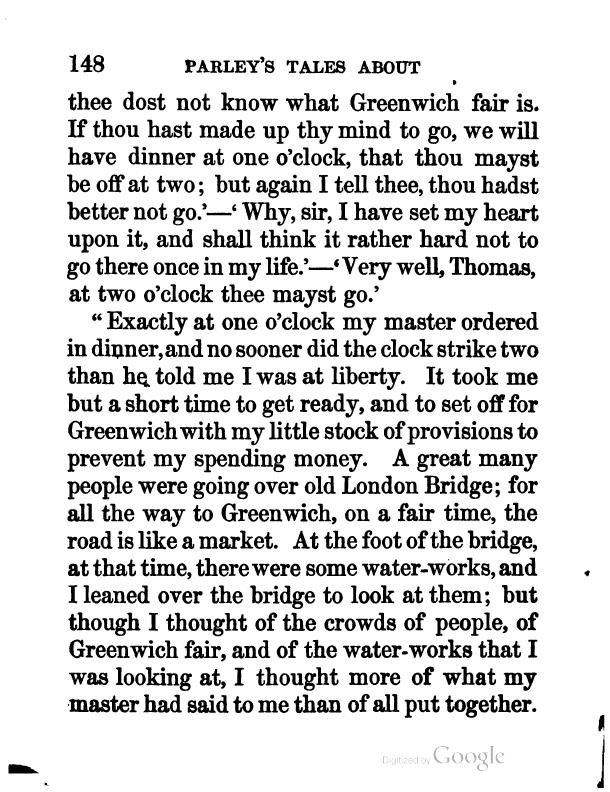 148 PARLEY'S TALES ABOUT
thee dost not know what Greenwich fair is.
If thou hast made up thy mind to go, we will
have dinner at one o'clock, that thou mayst
be off at two; but again I tell thee, thou hadst
better not go.'—'Why, sir, I have set my heart
upon it, and shall think it rather hard not to
go there once in my life.'—'Very well, Thomas,
at two o'clock thee mayst go.'
"Exactly at one o'clock my master ordered
in dinner, and no sooner did the clock strike two
than he told me I was at liberty. It took me
but a short time to get ready, and to set off for
Greenwich with my little stock of provisions to
prevent my spending money. A great many
people were going over old London Bridge; for
all the way to Greenwich, on a fair time, the
road is like a market. At the foot of the bridge,
at that time, there were some water-works, and
I leaned over the bridge to look at them; but
though I thought of the crowds of people, of
Greenwich fair, and of the water-works that I
was looking at, I thought more of what my
master had said to me than of all put together.
Digitized by Google